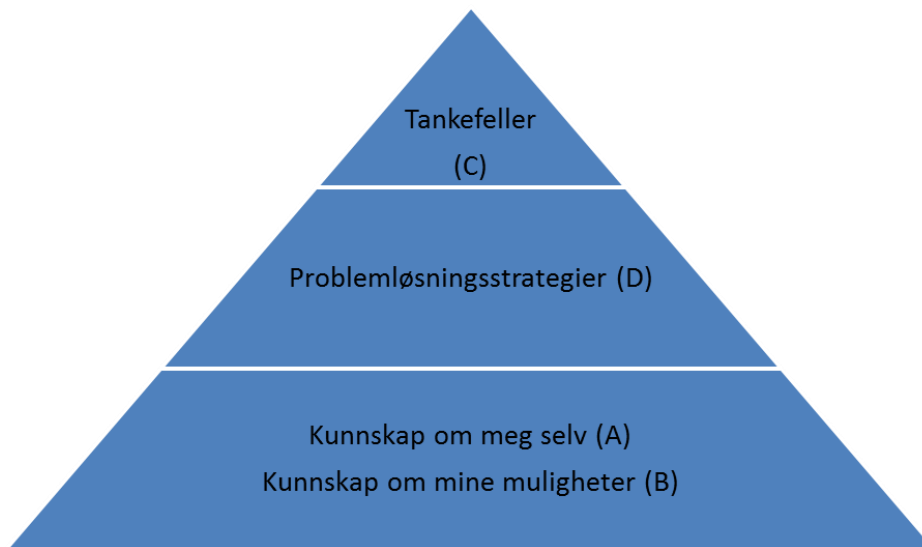 Tankefeller
(C)
Problemløsningsstrategier (D)
Kunnskap om meg selv (A)
Kunnskap om mine muligheter (B)